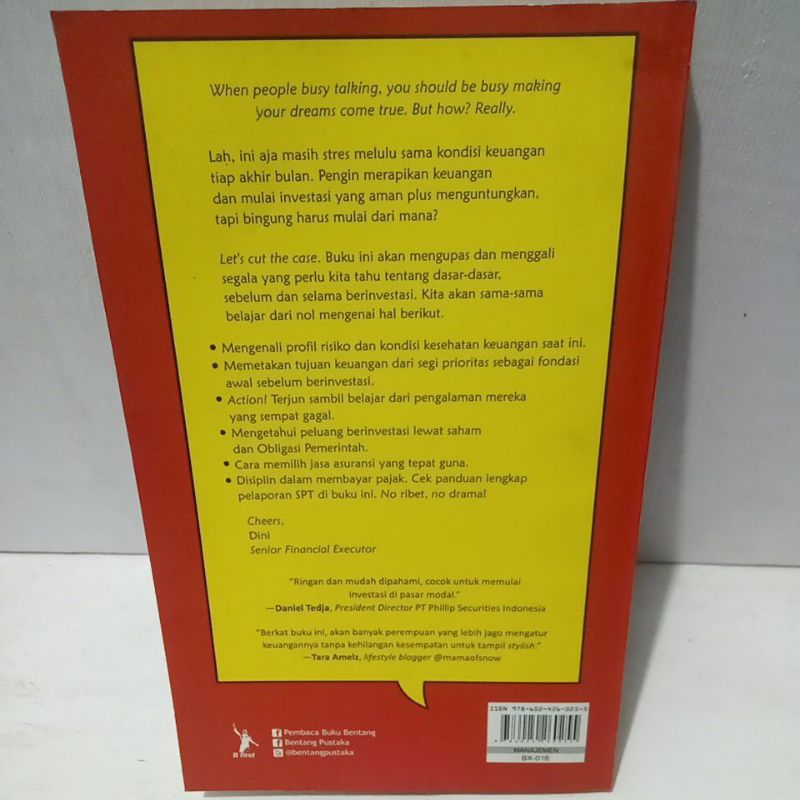 When people busy talking, you should be busy making
your dreams come true. But how? Really.
Lah, ini aja masih stres melulu sama kondisi keuangan
tiap akhir bulan. Pengin merapikan keuangan
dan mulai investasi yang aman plus menguntungkan,
tapi bingung harus mulai dari mana?
Let's cut the case. Buku ini akan mengupas dan menggali
segala yang perlu kita tahu tentang dasar-dasar,
sebelum dan selama berinvestasi. Kita akan sama-sama
belajar dari nol mengenai hal berikut.
• Mengenali profil risiko dan kondisi kesehatan keuangan saat ini.
• Memetakan tujuan keuangan dari segi prioritas sebagai fondasi
awal sebelum berinvestasi.
• Action! Terjun sambil belajar dari pengalaman mereka
yang sempat gagal.
• Mengetahui peluang berinvestasi lewat saham
dan Obligasi Pemerintah.
• Cara memilih jasa asuransi yang tepat guna.
• Disiplin dalam membayar pajak. Cek panduan lengkap
pelaporan SPT di buku ini. No ribet, no drama!
Cheers,
Dini
Senior Financial Executor
"Ringan dan mudah dipahami, cocok untuk memulai
investasi di pasar modal."
—Daniel Tedja, President Director PT Phillip Securities Indonesia
"Berkat buku ini, akan banyak perempuan yang lebih jago mengatur
keuangannya tanpa kehilangan kesempatan untuk tampil stylish."
—Tara Amelz, lifestyle blogger @mamaofsnow
B first
Pembaca Buku Bentang
Bentang Pustaka
@bentangpustaka
ISBN 978-602-426-025-5
MANAJEMEN
BX-016